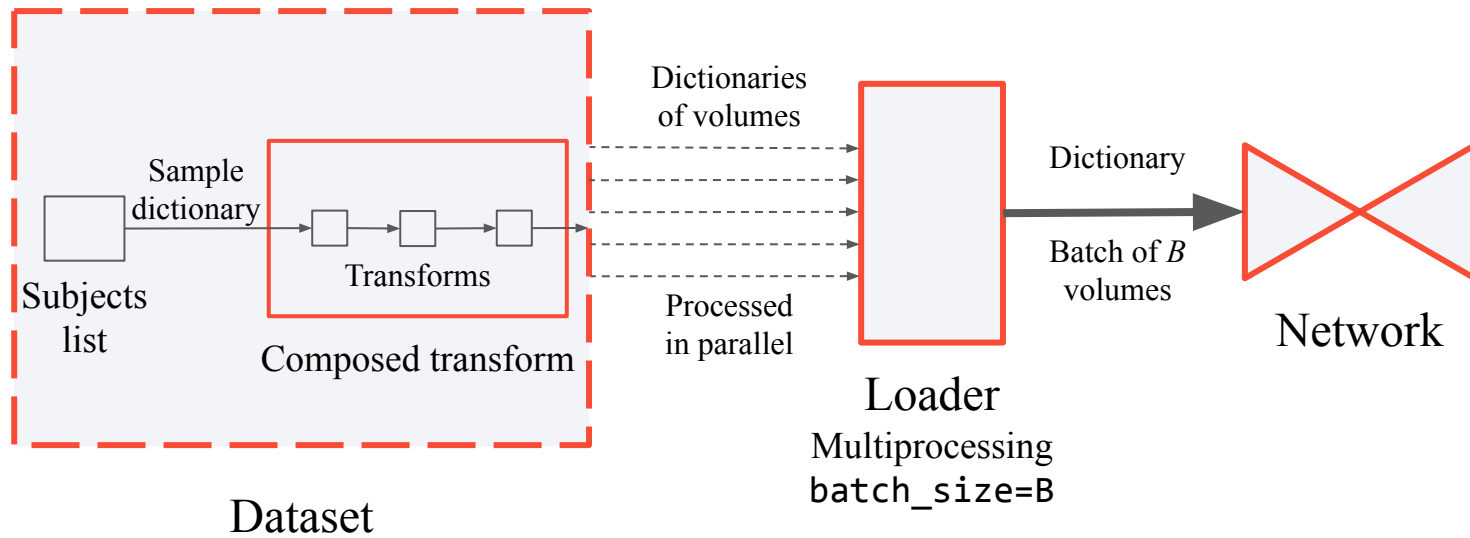 Sample
dictionary
Subjects
list
Transforms
Composed transform
Dataset
Dictionaries
of volumes
Processed
in parallel
Loader
Multiprocessing
batch_size=B
Dictionary
Batch of B
volumes
Network